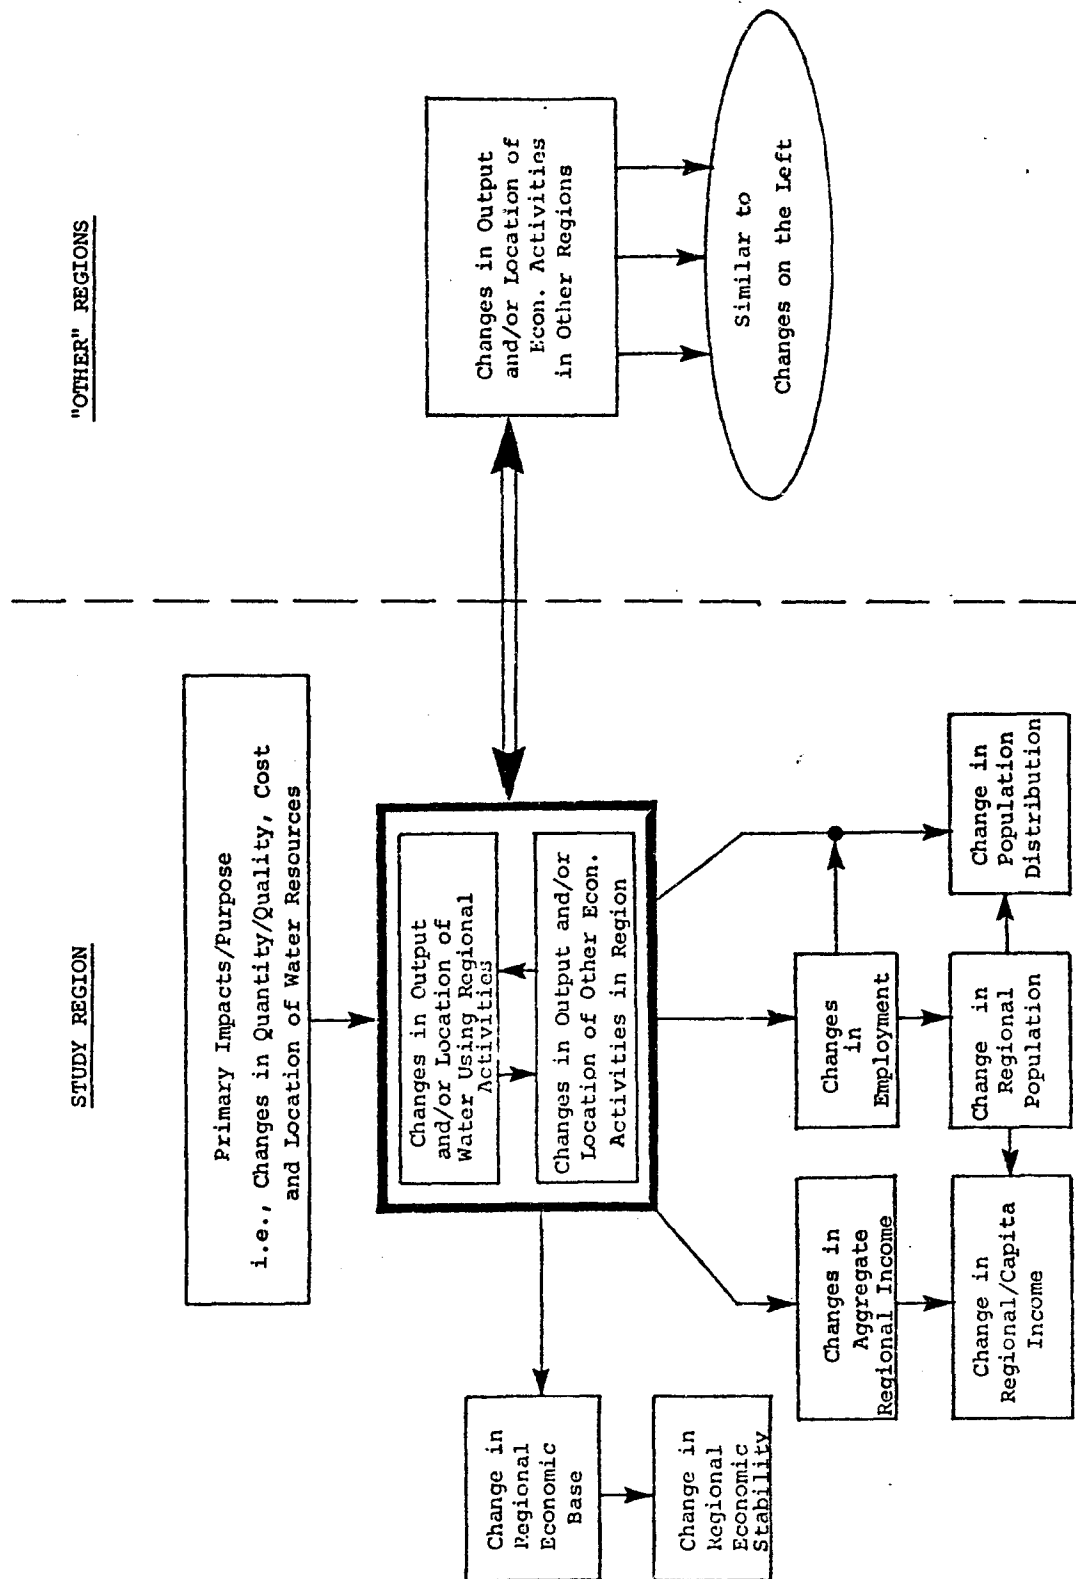 STUDY REGION
"OTHER" REGIONS
Primary Impacts/Purpose
i.e., Changes in Quantity/Quality, Cost
and Location of Water Resources
Changes in Output
and/or Location of
Water Using Regional
Activities
Changes in Output and/or
Location of Other Econ.
Activities in Region
Changes in Output
and/or Location of
Econ. Activities
in Other Regions
Similar to
Changes on the Left
Change in
Regional
Economic
Base
Change in
Regional
Economic
Stability
Changes in
Aggregate
Regional Income
Change in
Regional/Capita
Income
Changes
in
Employment
Change in
Regional
Population
Change in
Population
Distribution